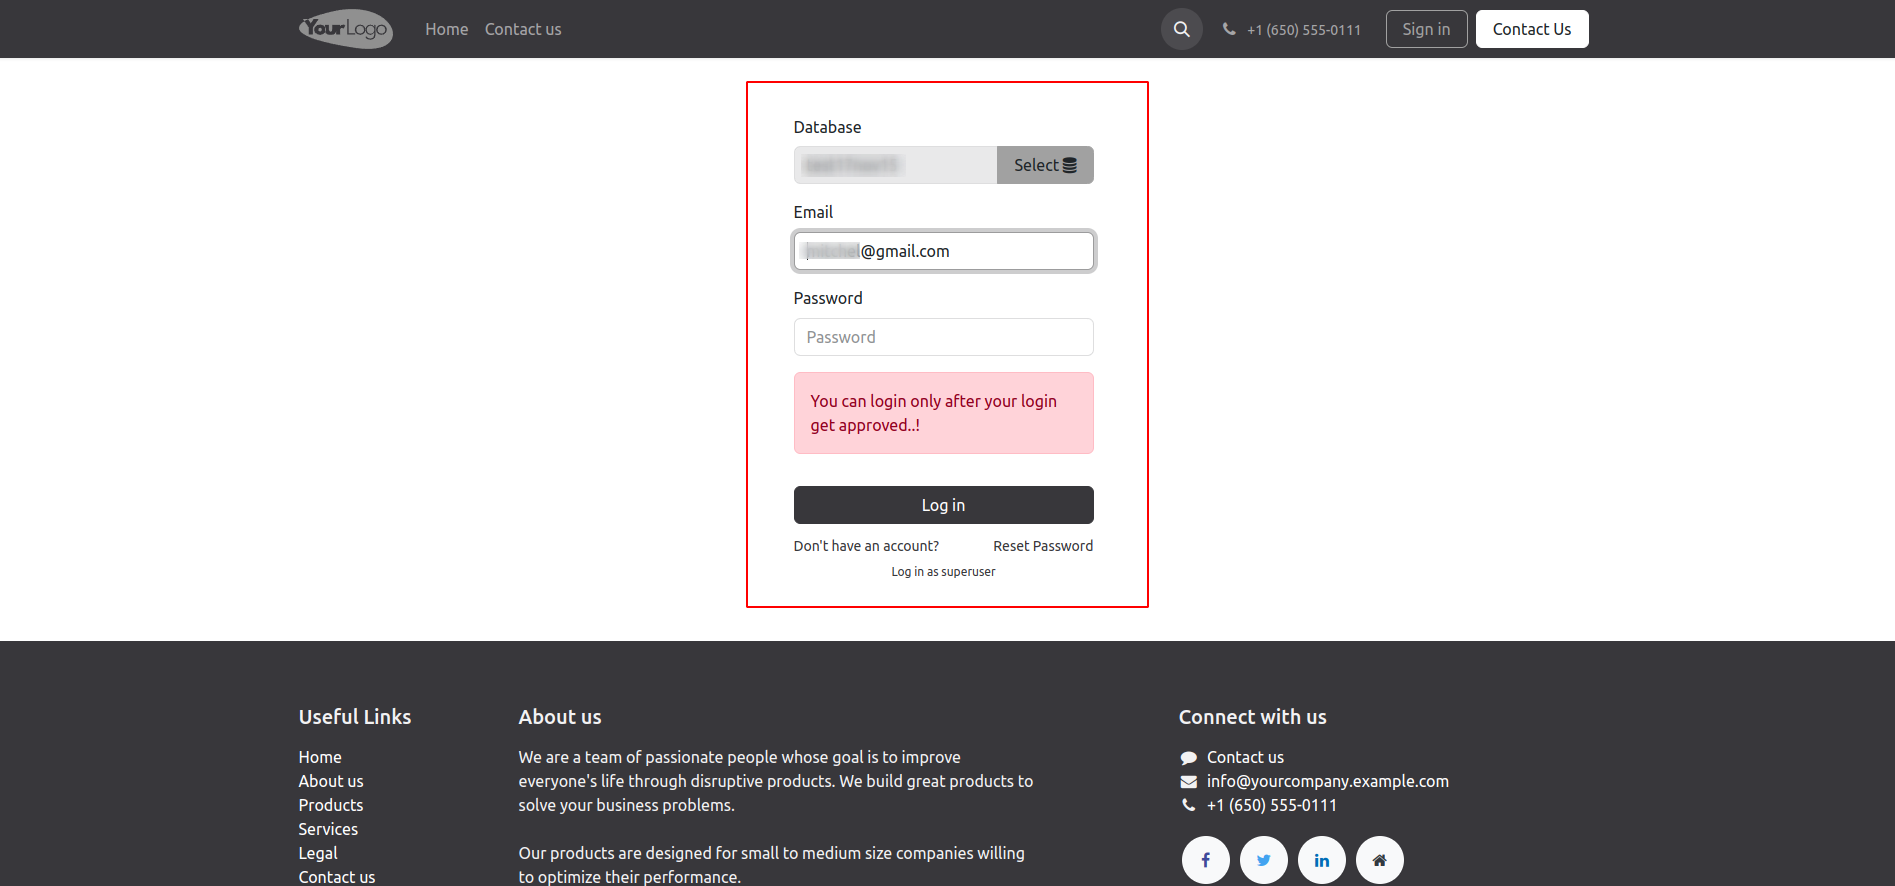 YourLogo Home Contact us +1 (650) 555-0111 Sign in Contact Us
Database
Select
Email
@gmail.com
Password
Password
You can login only after your login
get approved..!
Log in
Don't have an account? Reset Password
Log in as superuser
Useful Links
Home
About us
Products
Services
Legal
Contact us
About us
We are a team of passionate people whose goal is to improve
everyone's life through disruptive products. We build great products to
solve your business problems.
Our products are designed for small to medium size companies willing
to optimize their performance.
Connect with us
Contact us
info@yourcompany.example.com
+1 (650) 555-0111